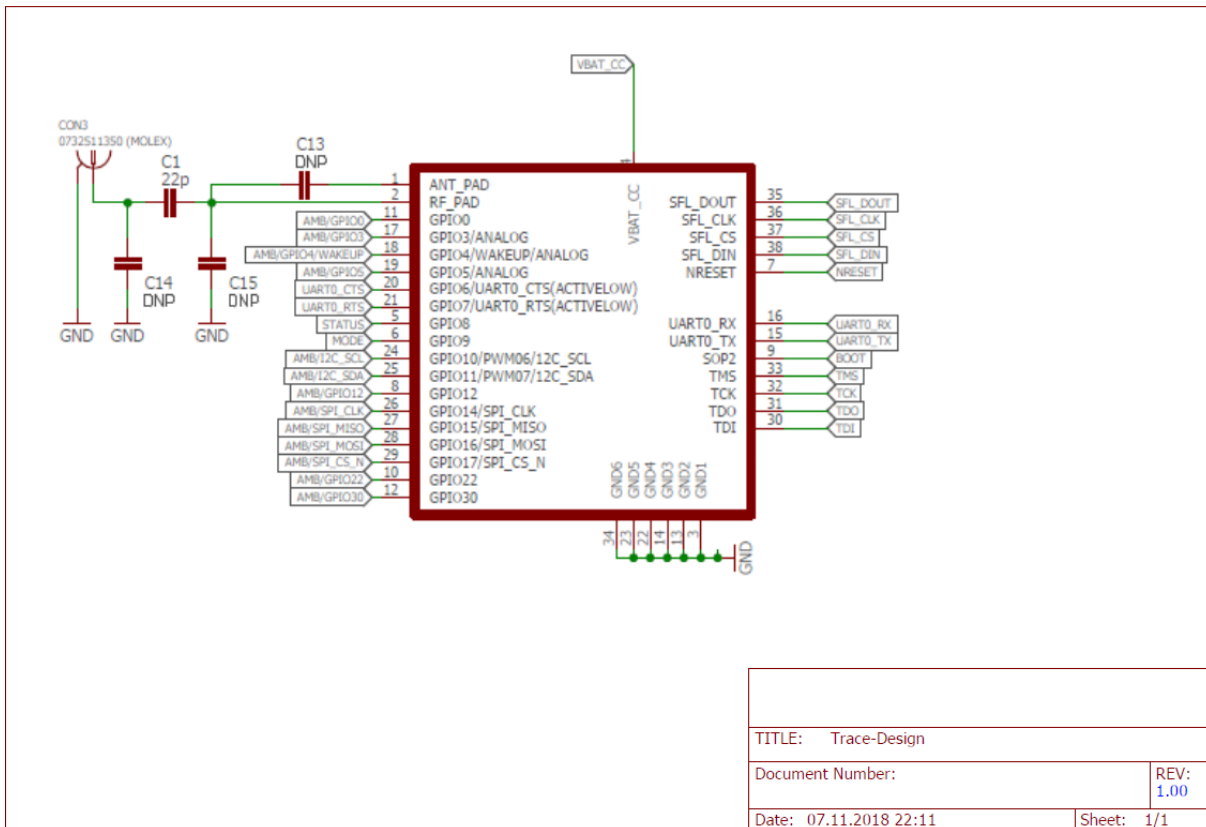 VBAT_CC
CON3
0732511350 (MOLEX)
C1
22p
C13
DNP
C14
DNP
C15
DNP
GND
GND
GND
4
VBAT_CC
1 ANT_PAD
2 RF_PAD
AMB/GPIO0 11 GPIO0
AMB/GPIO3 17 GPIO3/ANALOG
AMB/GPIO4/WAKEUP 18 GPIO4/WAKEUP/ANALOG
AMB/GPIO5 19 GPIO5/ANALOG
UART0_CTS 20 GPIO6/UART0_CTS(ACTIVELOW)
UART0_RTS 21 GPIO7/UART0_RTS(ACTIVELOW)
STATUS 5 GPIO8
MODE 6 GPIO9
AMB/I2C_SCL 24 GPIO10/PWM06/12C_SCL
AMB/I2C_SDA 25 GPIO11/PWM07/12C_SDA
AMB/GPIO12 8 GPIO12
AMB/SPI_CLK 26 GPIO14/SPI_CLK
AMB/SPI_MISO 27 GPIO15/SPI_MISO
AMB/SPI_MOSI 28 GPIO16/SPI_MOSI
AMB/SPI_CS_N 29 GPIO17/SPI_CS_N
AMB/GPIO22 10 GPIO22
AMB/GPIO30 12 GPIO30
SFL_DOUT 35 SFL_DOUT
SFL_CLK 36 SFL_CLK
SFL_CS 37 SFL_CS
SFL_DIN 38 SFL_DIN
NRESET 7 NRESET
UART0_RX 16 UART0_RX
UART0_TX 15 UART0_TX
SOP2 9 BOOT
TMS 33 TMS
TCK 32 TCK
TDO 31 TDO
TDI 30 TDI
GND6 GND5 GND4 GND3 GND2 GND1
34 23 22 14 13 3
GND
TITLE: Trace-Design
Document Number:
REV:
1.00
Date: 07.11.2018 22:11
Sheet: 1/1